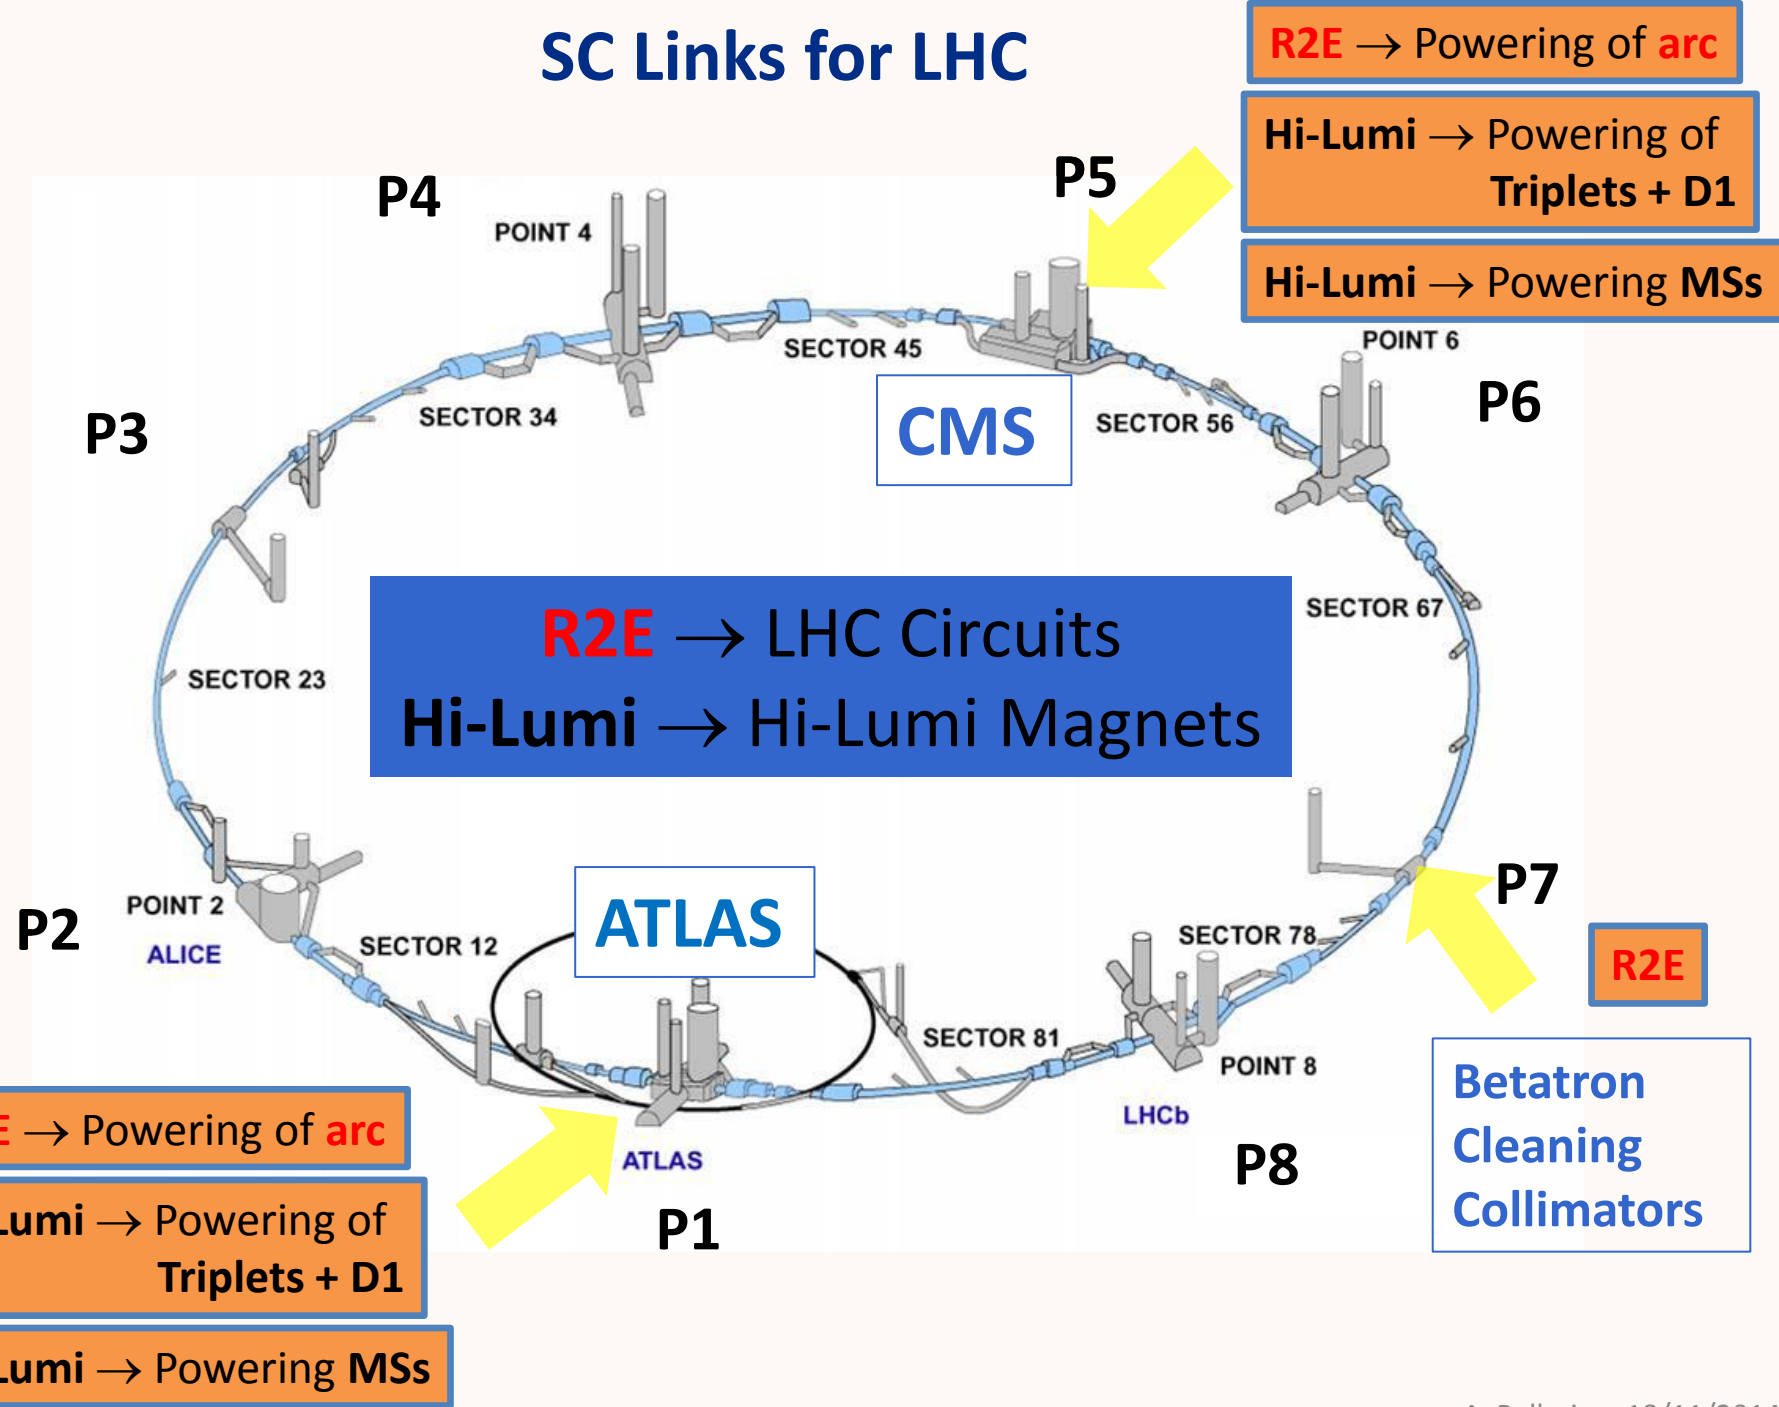 SC Links for LHC
R2E → Powering of arc
Hi-Lumi → Powering of
Triplets + D1
Hi-Lumi → Powering MSs
P4
P5
POINT 4
POINT 6
SECTOR 45
P6
P3
SECTOR 34
CMS
SECTOR 56
R2E → LHC Circuits
Hi-Lumi → Hi-Lumi Magnets
SECTOR 67
SECTOR 23
P7
POINT 2
P2
ALICE
SECTOR 12
ATLAS
SECTOR 78
R2E
SECTOR 81
POINT 8
LHCb
Betatron
Cleaning
Collimators
ATLAS
P8
P1
E → Powering of arc
Lumi → Powering of
Triplets + D1
Lumi → Powering MSs